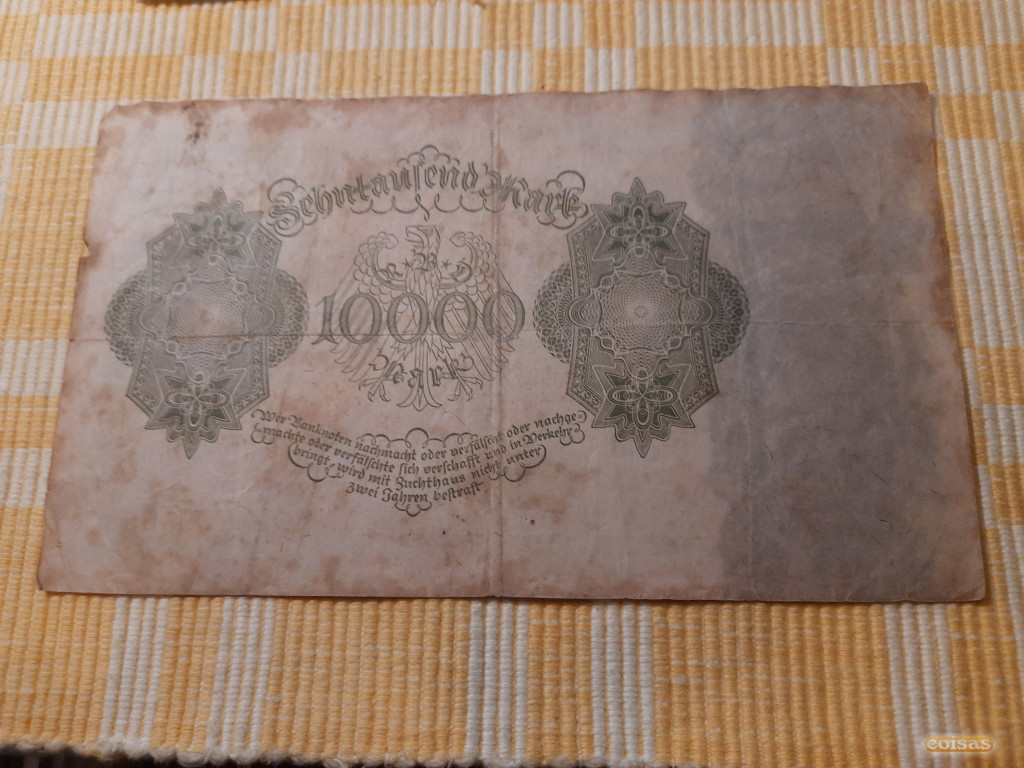 Zehntausend Mark
10000
Mark
Wer Banknoten nachmacht oder verfälscht oder nachge-
machte oder verfälschte sich verschafft und in Verkehr
bringt, wird mit Zuchthaus nicht unter
zwei Jahren bestraft
coisas